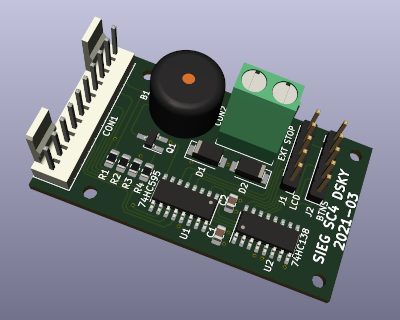 B1
CON2
CON1
Q1
D1
D2
EXT STOP
R1
R2
R3
R4
74HC595
U1
C2
C1
74HC138
U2
J1
LCD
J2
BTNS
SIEG SC4 DSKY
2021-03